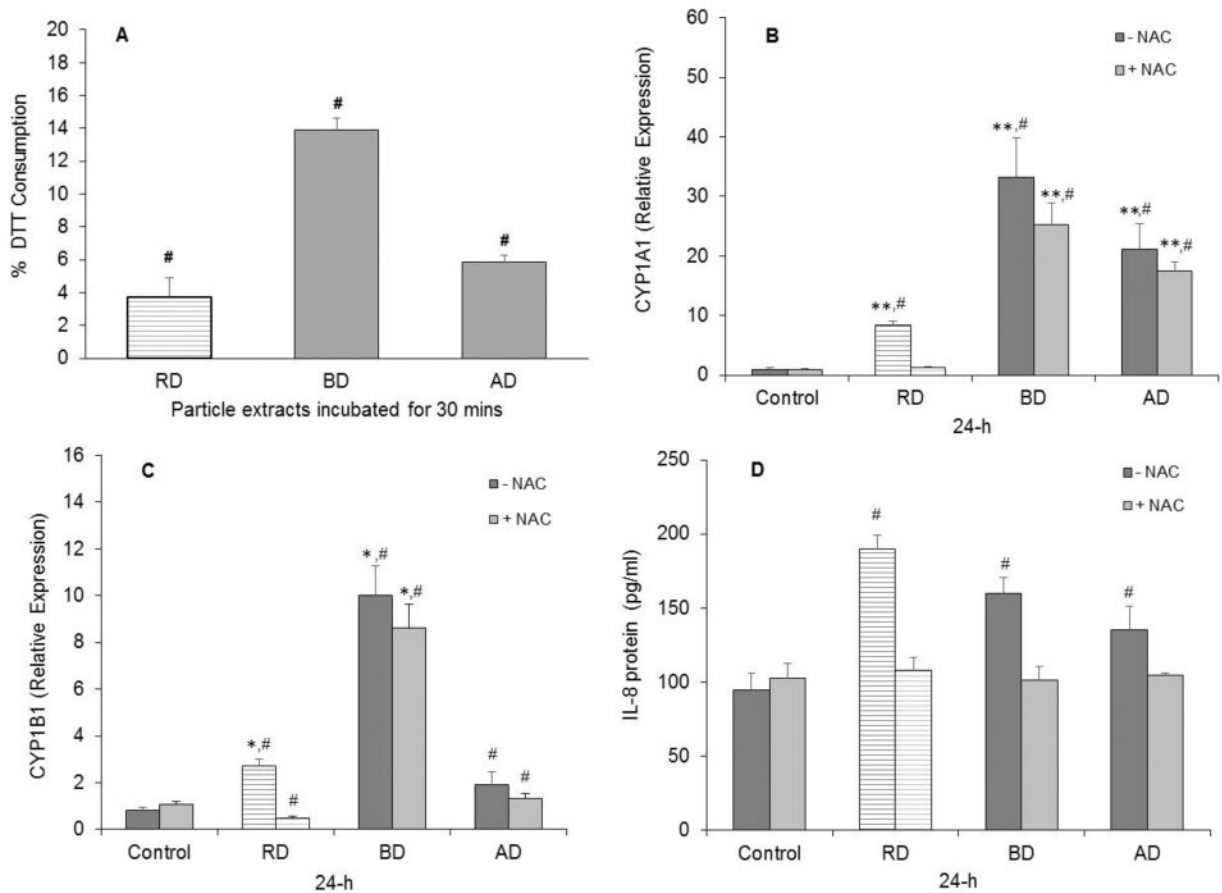 A
20
18
16
14
12
10
8
6
4
2
0
% DTT Consumption
#
#
#
RD BD AD
Particle extracts incubated for 30 mins
B
60
50
40
30
20
10
0
CYP1A1 (Relative Expression)
- NAC
+ NAC
**,#
**,#
**,#
**,#
**,#
Control RD BD AD
24-h
C
16
14
12
10
8
6
4
2
0
CYP1B1 (Relative Expression)
- NAC
+ NAC
*,#
#
*,#
*,#
#
#
Control RD BD AD
24-h
D
250
200
150
100
50
0
IL-8 protein (pg/ml)
- NAC
+ NAC
#
#
#
Control RD BD AD
24-h